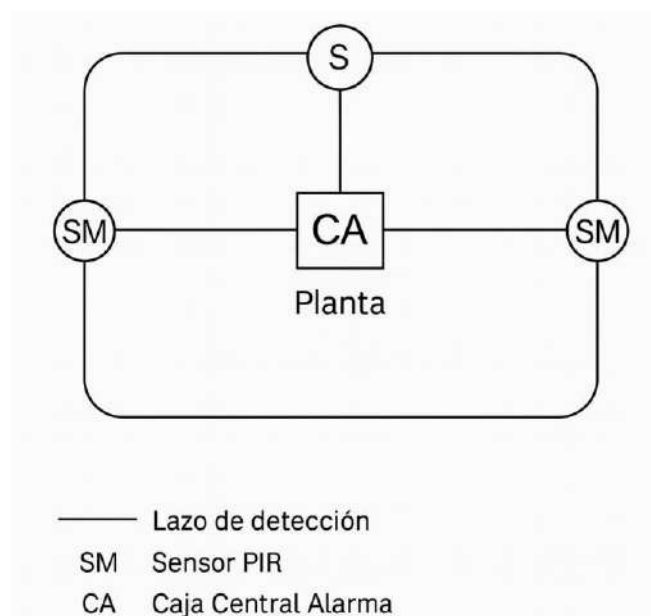 S
SM CA SM
Planta
Lazo de detección
SM Sensor PIR
CA Caja Central Alarma